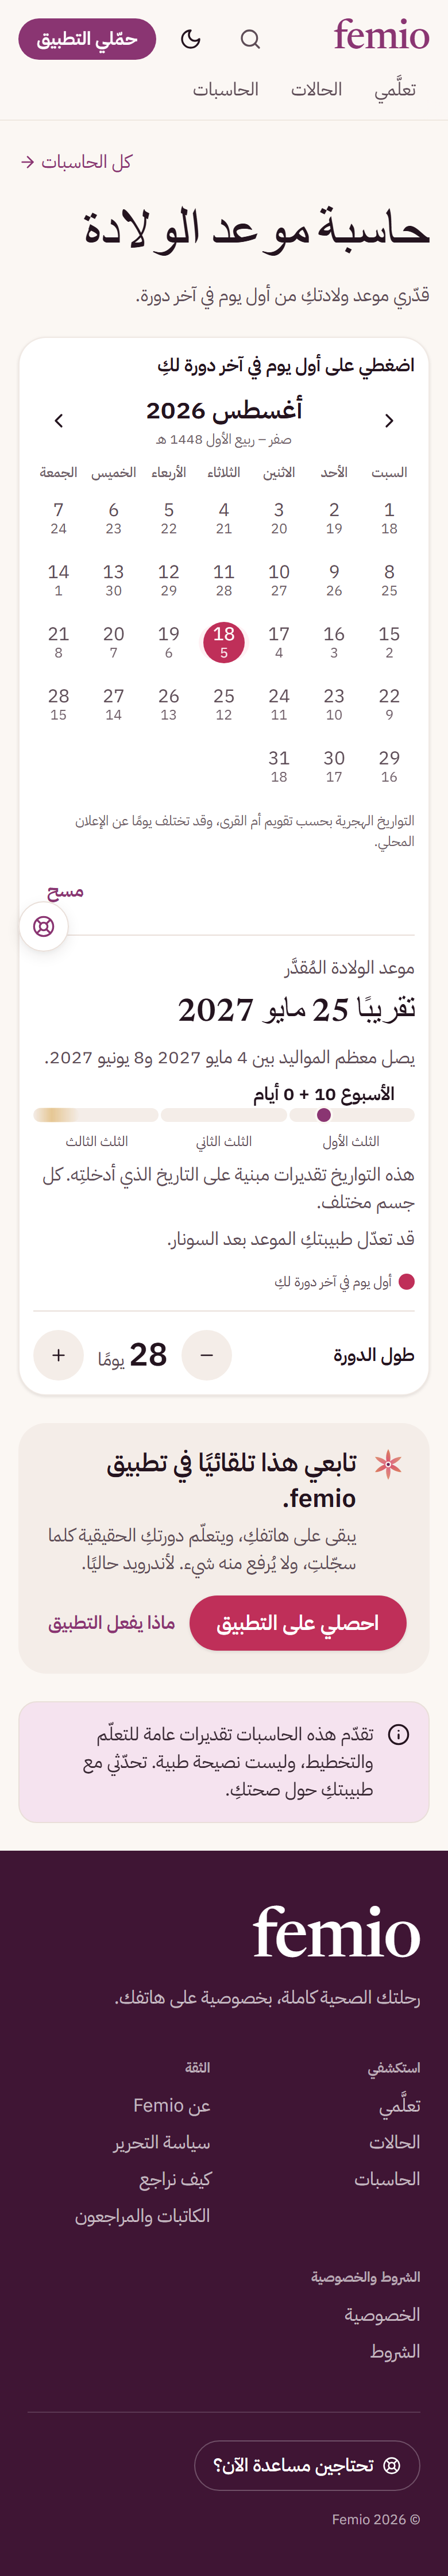 femio
حمّلي التطبيق
تعلَّمي
الحالات
الحاسبات
كل الحاسبات
حاسبة موعد الولادة
قدّري موعد ولادتكِ من أول يوم في آخر دورة.
اضغطي على أول يوم في آخر دورة لكِ
أغسطس 2026
صفر – ربيع الأول 1448 هـ
السبت الأحد الاثنين الثلاثاء الأربعاء الخميس الجمعة
1 2 3 4 5 6 7
18 19 20 21 22 23 24
8 9 10 11 12 13 14
25 26 27 28 29 30 1
15 16 17 18 19 20 21
2 3 4 5 6 7 8
22 23 24 25 26 27 28
9 10 11 12 13 14 15
29 30 31
16 17 18
التواريخ الهجرية بحسب تقويم أم القرى، وقد تختلف يومًا عن الإعلان
المحلي.
مسح
موعد الولادة المُقدَّر
تقريبًا 25 مايو 2027
يصل معظم المواليد بين 4 مايو 2027 و8 يونيو 2027.
الأسبوع 10 + 0 أيام
الثلث الأول
الثلث الثاني
الثلث الثالث
هذه التواريخ تقديرات مبنية على التاريخ الذي أدخلتِه. كل
جسم مختلف.
قد تعدّل طبيبتكِ الموعد بعد السونار.
أول يوم في آخر دورة لكِ
طول الدورة
− 28 يومًا +
تابعي هذا تلقائيًا في تطبيق
femio.
يبقى على هاتفكِ، ويتعلّم دورتكِ الحقيقية كلما
سجّلتِ، ولا يُرفع منه شيء. لأندرويد حاليًا.
احصلي على التطبيق
ماذا يفعل التطبيق
تقدّم هذه الحاسبات تقديرات عامة للتعلّم
والتخطيط، وليست نصيحة طبية. تحدّثي مع
طبيبتكِ حول صحتكِ.
femio
رحلتك الصحية كاملة، بخصوصية على هاتفك.
استكشفي
تعلَّمي
الحالات
الحاسبات
الثقة
عن Femio
سياسة التحرير
كيف نراجع
الكاتبات والمراجعون
الشروط والخصوصية
الخصوصية
الشروط
تحتاجين مساعدة الآن؟
© 2026 Femio